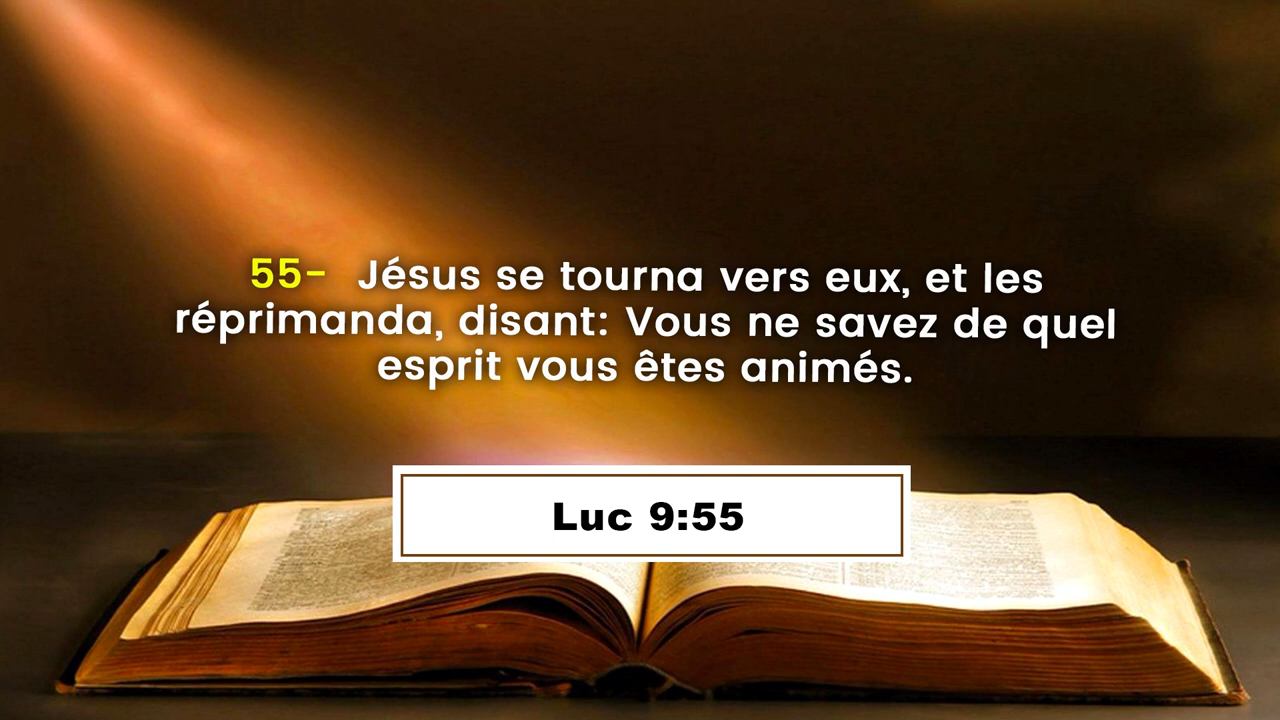 55- Jésus se tourna vers eux, et les
réprimanda, disant: Vous ne savez de quel
esprit vous êtes animés.
Luc 9:55